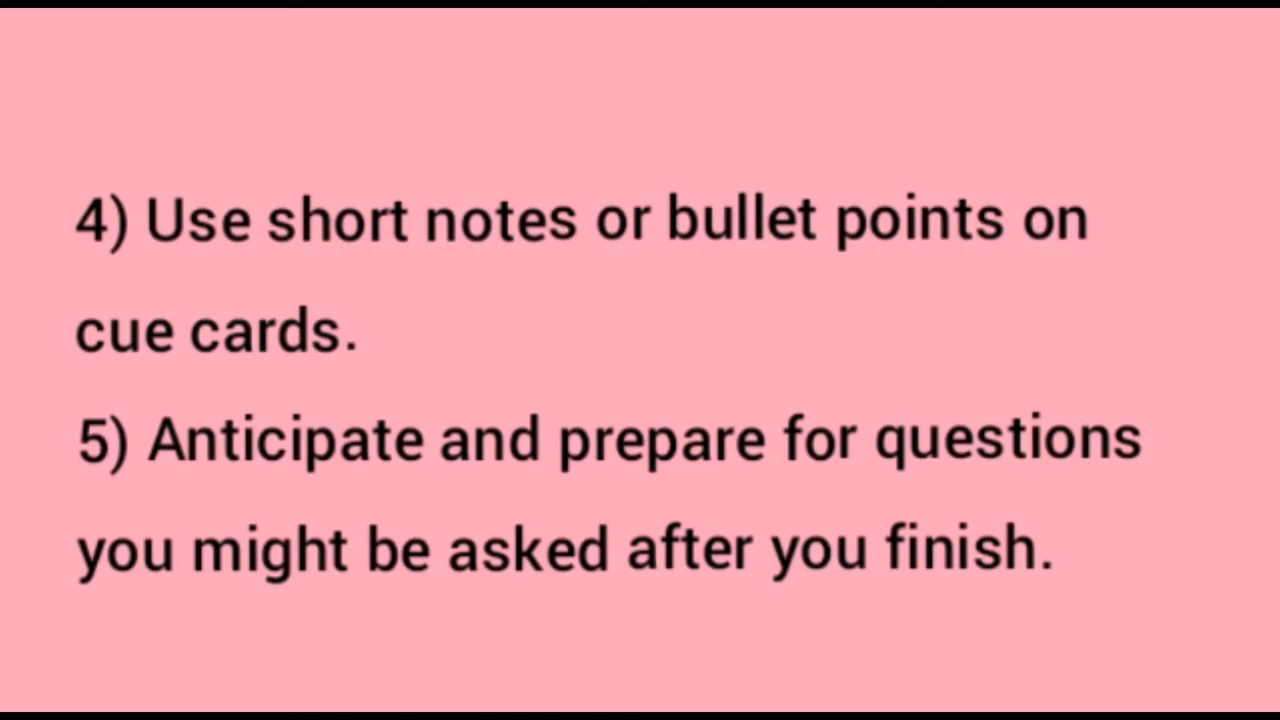 4) Use short notes or bullet points on
cue cards.
5) Anticipate and prepare for questions
you might be asked after you finish.